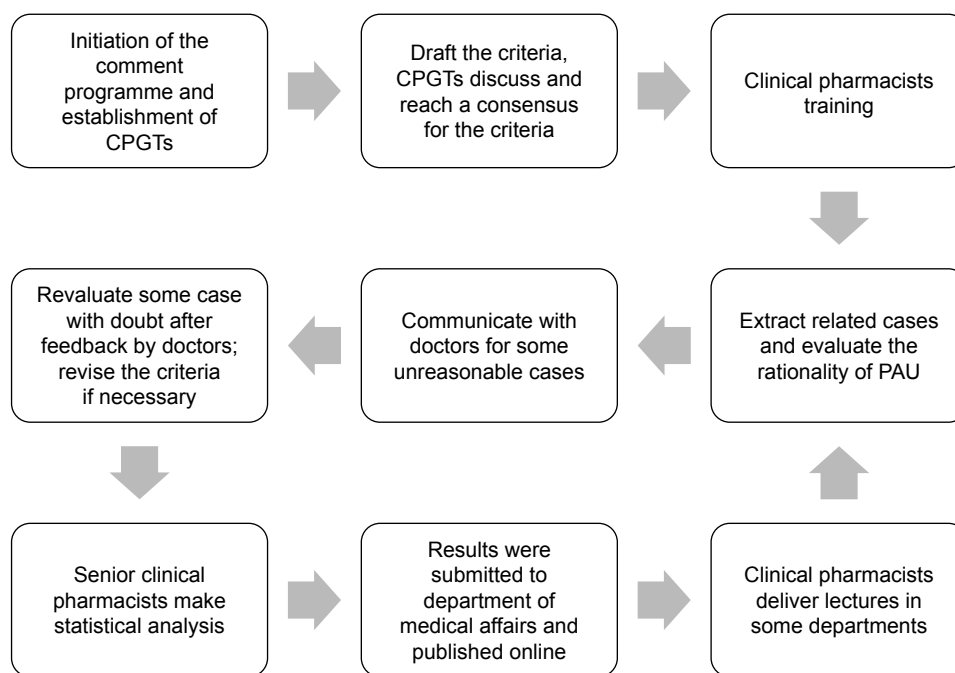 Initiation of the
comment
programme and
establishment of
CPGTs
Draft the criteria,
CPGTs discuss and
reach a consensus
for the criteria
Clinical pharmacists
training
Extract related cases
and evaluate the
rationality of PAU
Communicate with
doctors for some
unreasonable cases
Revaluate some case
with doubt after
feedback by doctors;
revise the criteria
if necessary
Senior clinical
pharmacists make
statistical analysis
Results were
submitted to
department of
medical affairs and
published online
Clinical pharmacists
deliver lectures in
some departments